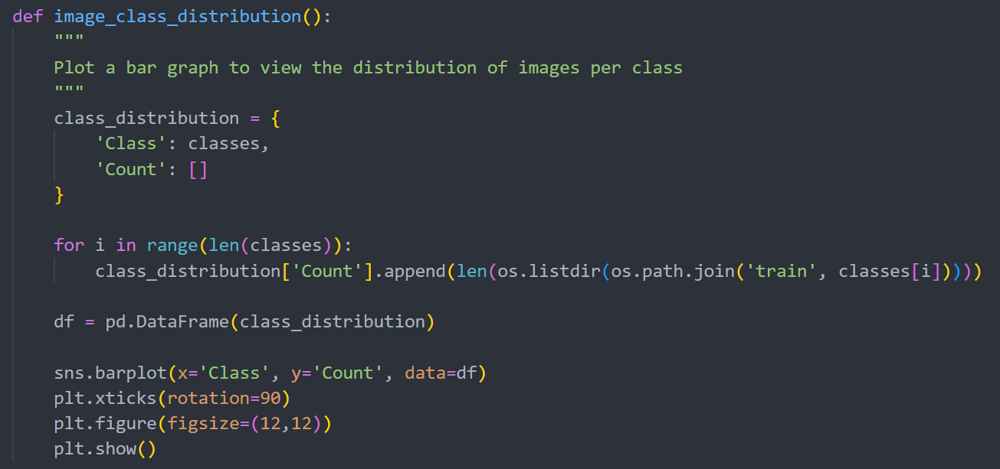 def image_class_distribution():
    """
    Plot a bar graph to view the distribution of images per class
    """
    class_distribution = {
        'Class': classes,
        'Count': []
    }
    for i in range(len(classes)):
        class_distribution['Count'].append(len(os.listdir(os.path.join('train', classes[i]))))
    df = pd.DataFrame(class_distribution)
    sns.barplot(x='Class', y='Count', data=df)
    plt.xticks(rotation=90)
    plt.figure(figsize=(12,12))
    plt.show()